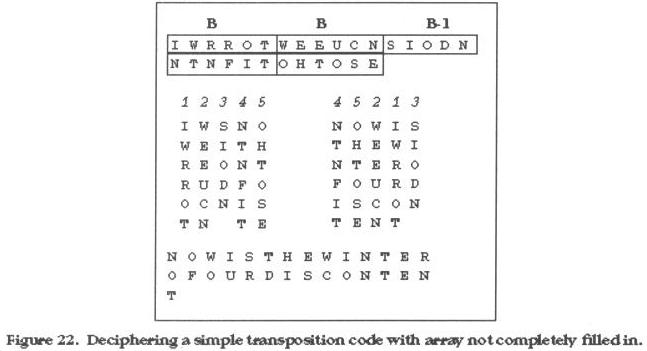 B B B-1
I W R R O T W E E U C N S I O D N
N T N F I T O H T O S E
1 2 3 4 5 4 5 2 1 3
I W S N O N O W I S
W E I T H T H E W I
R E O N T N T E R O
R U D F O F O U R D
O C N I S I S C O N
T N T E T E N T
N O W I S T H E W I N T E R
O F O U R D I S C O N T E N
T
Figure 22. Deciphering a simple transposition code with array not completely filled in.